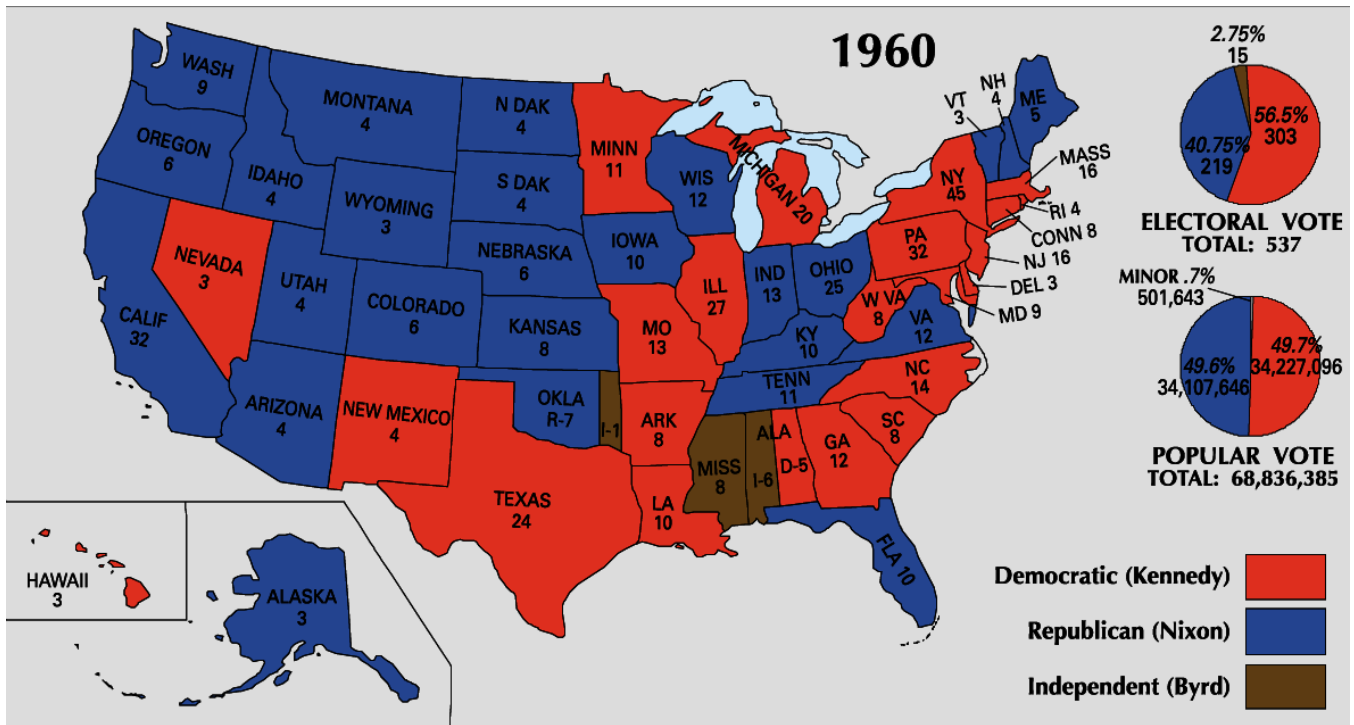 1960
WASH
9
OREGON
6
CALIF
32
NEVADA
3
IDAHO
4
MONTANA
4
WYOMING
3
UTAH
4
COLORADO
6
ARIZONA
4
NEW MEXICO
4
N DAK
4
S DAK
4
NEBRASKA
6
KANSAS
8
OKLA
R-7
I-1
TEXAS
24
MINN
11
IOWA
10
MO
13
ARK
8
LA
10
WIS
12
ILL
27
MICHIGAN 20
IND
13
OHIO
25
KY
10
TENN
11
MISS
8
ALA
I-6
D-5
GA
12
FLA 10
SC
8
NC
14
VA
12
W VA
8
PA
32
NY
45
VT
3
NH
4
ME
5
MASS
16
RI 4
CONN 8
NJ 16
DEL 3
MD 9
HAWAII
3
ALASKA
3
2.75%
15
56.5%
303
40.75%
219
ELECTORAL VOTE
TOTAL: 537
MINOR .7%
501,643
49.7%
34,227,096
49.6%
34,107,646
POPULAR VOTE
TOTAL: 68,836,385
Democratic (Kennedy)
Republican (Nixon)
Independent (Byrd)